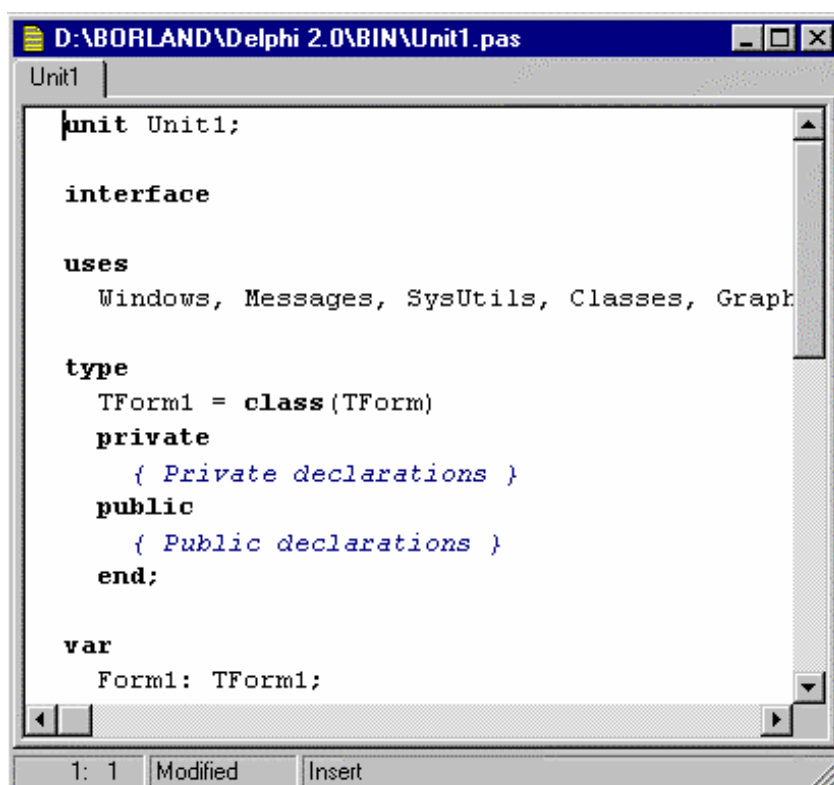 D:\BORLAND\Delphi 2.0\BIN\Unit1.pas
Unit1
unit Unit1;
interface
uses
Windows, Messages, SysUtils, Classes, Graph
type
TForm1 = class(TForm)
private
{ Private declarations }
public
{ Public declarations }
end;
var
Form1: TForm1;
1: 1 Modified Insert